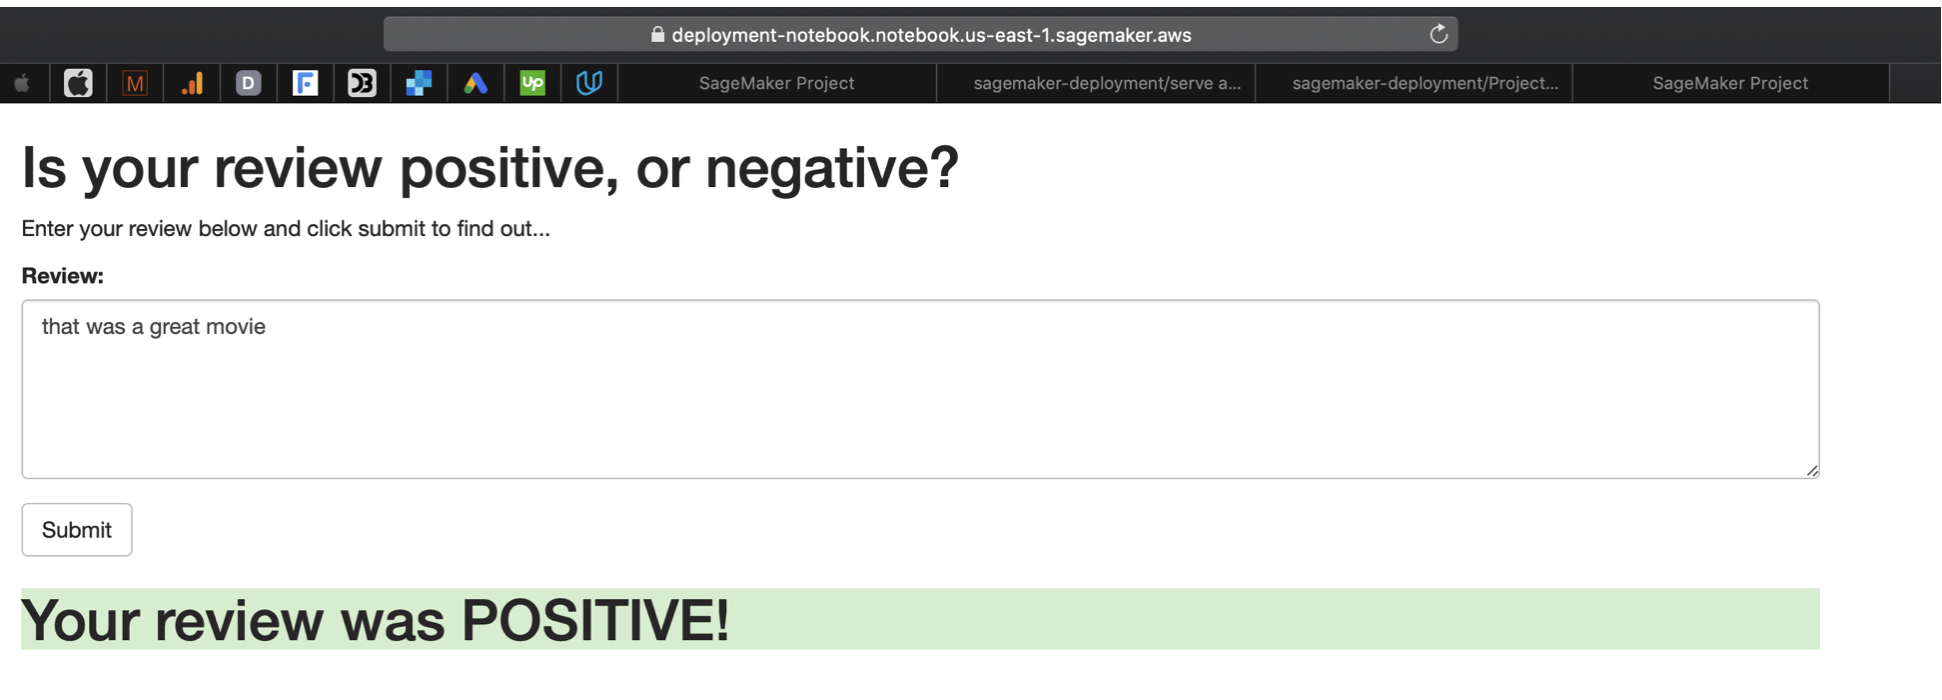 deployment-notebook.notebook.us-east-1.sagemaker.aws
M D F DB Up U SageMaker Project sagemaker-deployment/serve a... sagemaker-deployment/Project... SageMaker Project
Is your review positive, or negative?
Enter your review below and click submit to find out...
Review:
that was a great movie
Submit
Your review was POSITIVE!